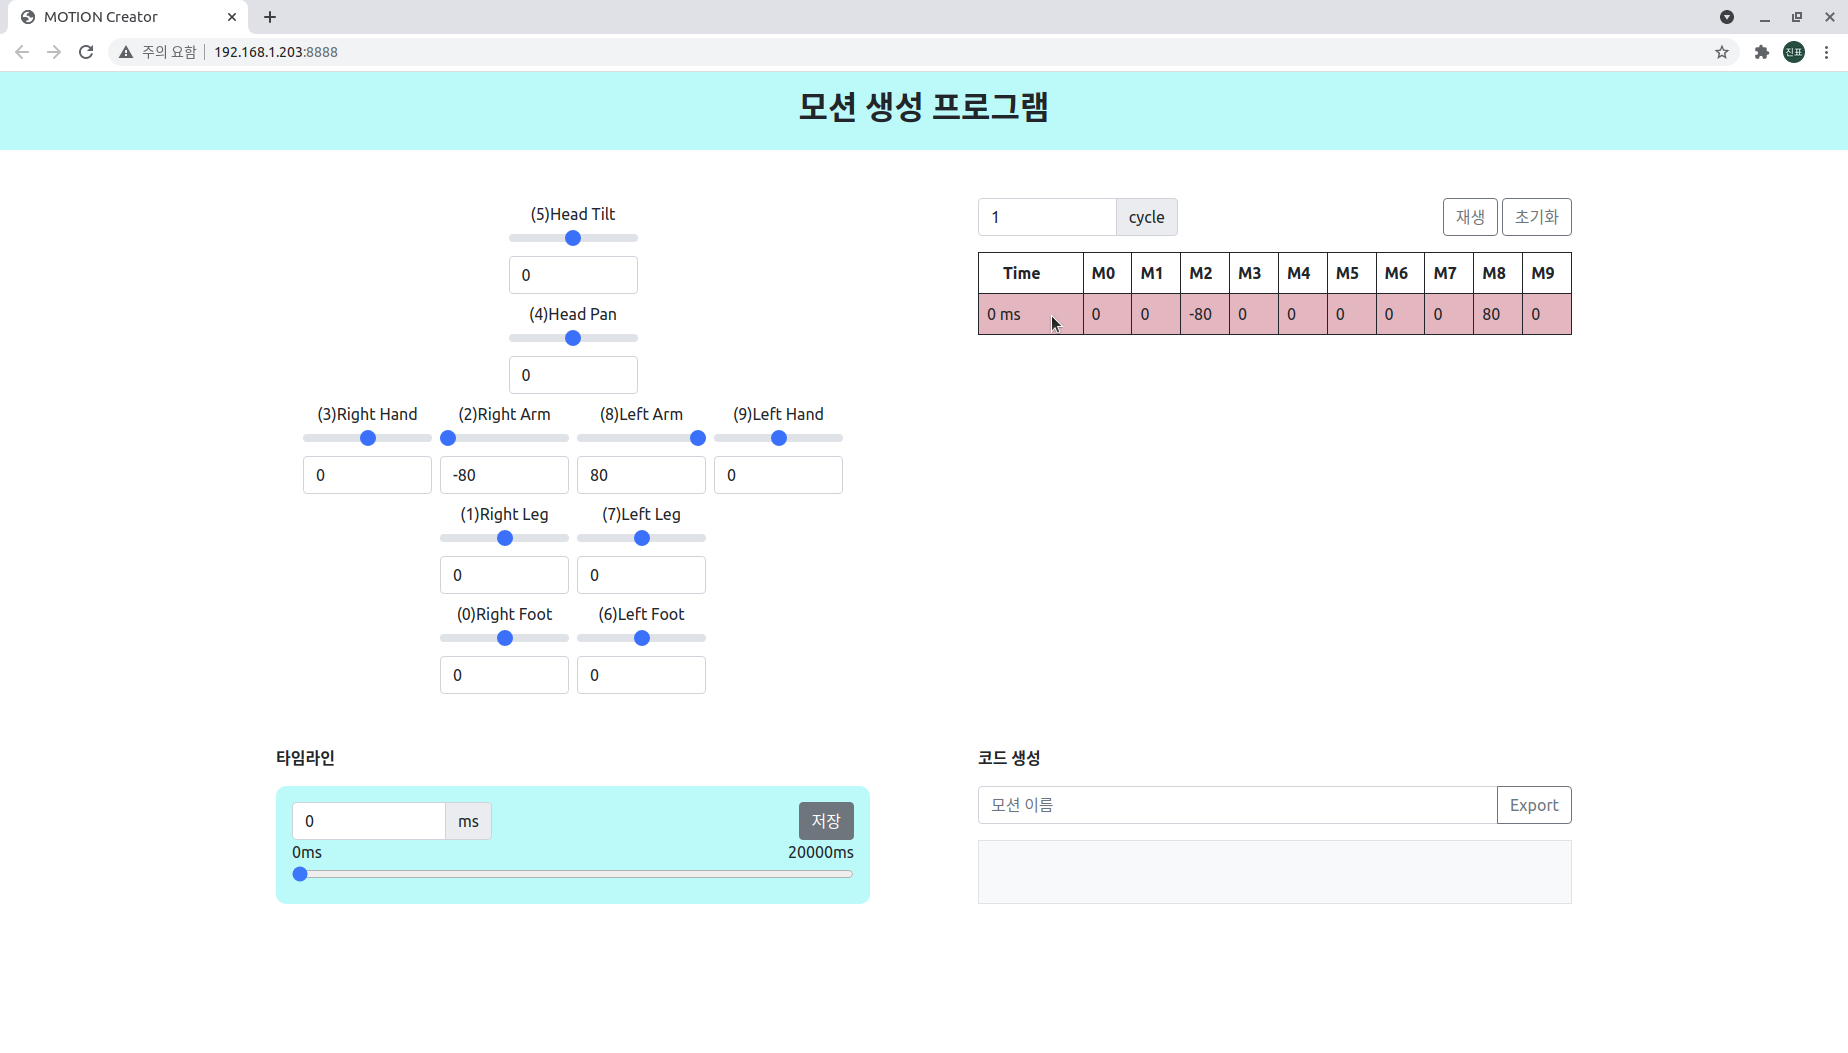 MOTION Creator
주의 요함 192.168.1.203:8888
진표
모션 생성 프로그램
(5)Head Tilt
0
(4)Head Pan
0
(3)Right Hand (2)Right Arm (8)Left Arm (9)Left Hand
0 -80 80 0
(1)Right Leg (7)Left Leg
0 0
(0)Right Foot (6)Left Foot
0 0
1 cycle 재생 초기화
Time M0 M1 M2 M3 M4 M5 M6 M7 M8 M9
0 ms 0 0 -80 0 0 0 0 0 80 0
타임라인
0 ms 저장
0ms 20000ms
코드 생성
모션 이름 Export